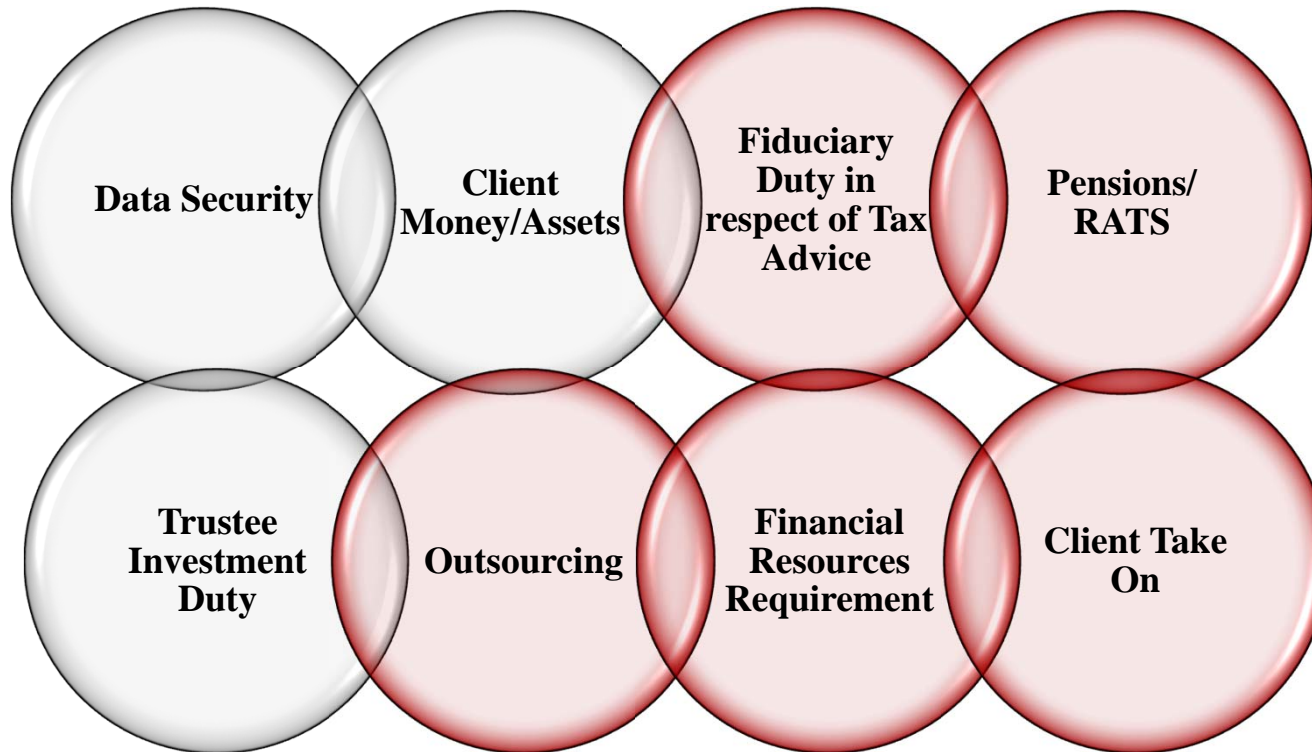 Data Security
Client
Money/Assets
Fiduciary
Duty in
respect of Tax
Advice
Pensions/
RATS
Trustee
Investment
Duty
Outsourcing
Financial
Resources
Requirement
Client Take
On